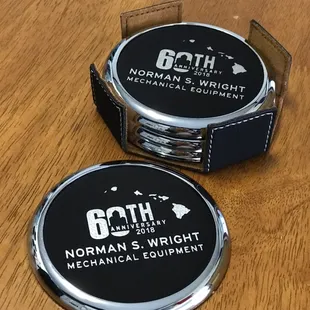 60TH
ANNIVERSARY
2018
NORMAN S. WRIGHT
MECHANICAL EQUIPMENT
60TH
ANNIVERSARY
2018
NORMAN S. WRIGHT
MECHANICAL EQUIPMENT